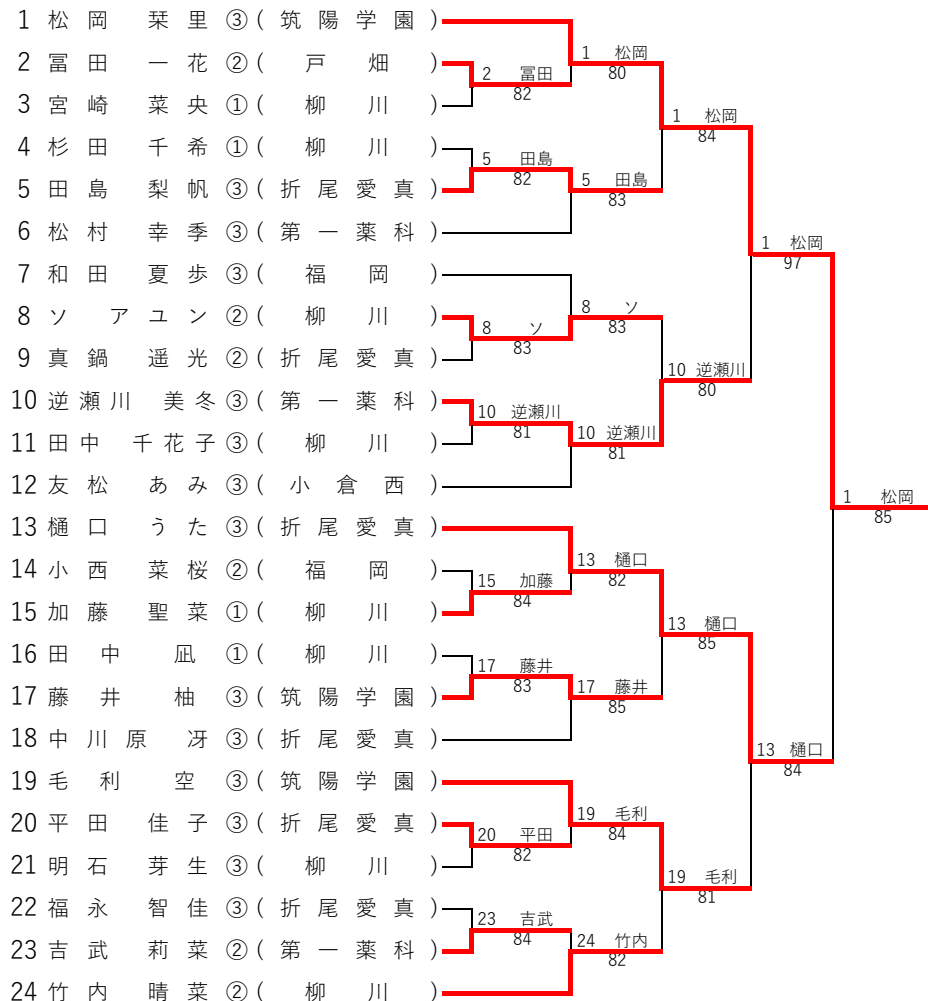 1 松岡 栞里 ③ ( 筑陽学園 )
2 冨田 一花 ② ( 戸畑 )
3 宮崎 菜央 ① ( 柳川 )
4 杉田 千希 ① ( 柳川 )
5 田島 梨帆 ③ ( 折尾愛真 )
6 松村 幸季 ③ ( 第一薬科 )
7 和田 夏歩 ③ ( 福岡 )
8 ソ アユン ② ( 柳川 )
9 真鍋 遥光 ② ( 折尾愛真 )
10 逆瀬川 美冬 ③ ( 第一薬科 )
11 田中 千花子 ③ ( 柳川 )
12 友松 あみ ③ ( 小倉西 )
13 樋口 うた ③ ( 折尾愛真 )
14 小西 菜桜 ② ( 福岡 )
15 加藤 聖菜 ① ( 柳川 )
16 田中 凪 ① ( 柳川 )
17 藤井 柚 ③ ( 筑陽学園 )
18 中川原 冴 ③ ( 折尾愛真 )
19 毛利 空 ③ ( 筑陽学園 )
20 平田 佳子 ③ ( 折尾愛真 )
21 明石 芽生 ③ ( 柳川 )
22 福永 智佳 ③ ( 折尾愛真 )
23 吉武 莉菜 ② ( 第一薬科 )
24 竹内 晴菜 ② ( 柳川 )
2 冨田
82
5 田島
82
8 ソ
83
10 逆瀬川
81
15 加藤
84
17 藤井
83
20 平田
82
23 吉武
84
1 松岡
80
5 田島
83
8 ソ
83
10 逆瀬川
81
13 樋口
82
17 藤井
85
19 毛利
84
24 竹内
82
1 松岡
84
10 逆瀬川
80
13 樋口
85
19 毛利
81
1 松岡
97
13 樋口
84
1 松岡
85